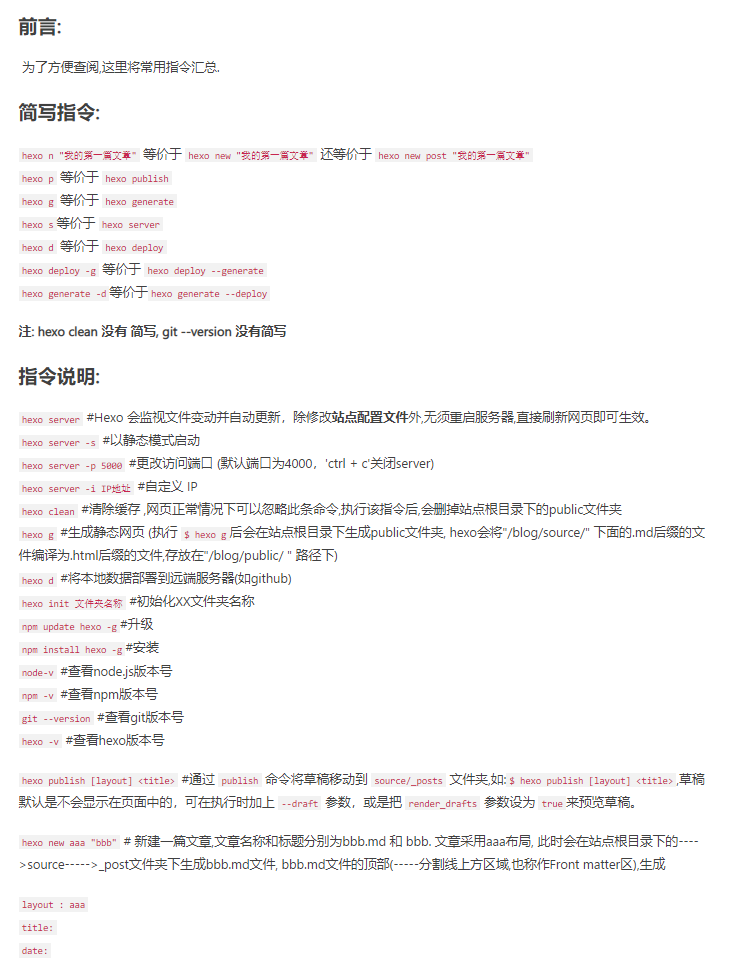 前言:
为了方便查阅,这里将常用指令汇总.
简写指令:
hexo n "我的第一篇文章" 等价于 hexo new "我的第一篇文章" 还等价于 hexo new post "我的第一篇文章"
hexo p 等价于 hexo publish
hexo g 等价于 hexo generate
hexo s等价于 hexo server
hexo d 等价于 hexo deploy
hexo deploy -g 等价于 hexo deploy --generate
hexo generate -d等价于hexo generate --deploy
注: hexo clean 没有 简写, git --version 没有简写
指令说明:
hexo server #Hexo 会监视文件变动并自动更新，除修改站点配置文件外,无须重启服务器,直接刷新网页即可生效。
hexo server -s #以静态模式启动
hexo server -p 5000 #更改访问端口 (默认端口为4000，'ctrl + c'关闭server)
hexo server -i IP地址 #自定义 IP
hexo clean #清除缓存 ,网页正常情况下可以忽略此条命令,执行该指令后,会删掉站点根目录下的public文件夹
hexo g #生成静态网页 (执行 $ hexo g后会在站点根目录下生成public文件夹, hexo会将"/blog/source/" 下面的.md后缀的文
件编译为.html后缀的文件,存放在"/blog/public/ " 路径下)
hexo d #将本地数据部署到远端服务器(如github)
hexo init 文件夹名称 #初始化XX文件夹名称
npm update hexo -g#升级
npm install hexo -g#安装
node-v #查看node.js版本号
npm -v #查看npm版本号
git --version #查看git版本号
hexo -v #查看hexo版本号
hexo publish [layout] <title> #通过 publish 命令将草稿移动到 source/_posts 文件夹,如:$ hexo publish [layout] <title>,草稿
默认是不会显示在页面中的，可在执行时加上 --draft 参数，或是把 render_drafts 参数设为 true来预览草稿。
hexo new aaa "bbb" # 新建一篇文章,文章名称和标题分别为bbb.md 和 bbb. 文章采用aaa布局, 此时会在站点根目录下的----
>source----->_post文件夹下生成bbb.md文件, bbb.md文件的顶部(-----分割线上方区域,也称作Front matter区),生成
layout : aaa
title:
date: